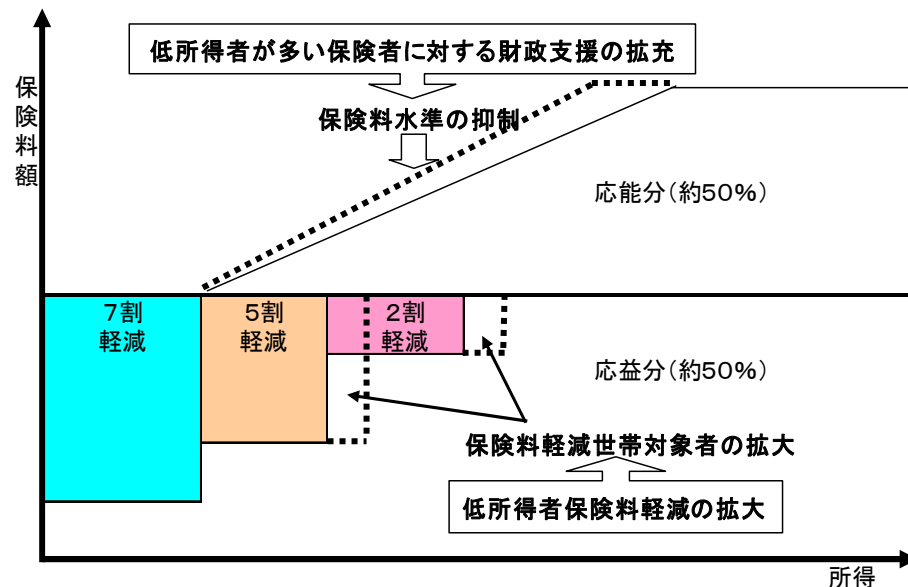 低所得者が多い保険者に対する財政支援の拡充
保険料額
保険料水準の抑制
応能分(約50%)
7割
軽減
5割
軽減
2割
軽減
応益分(約50%)
保険料軽減世帯対象者の拡大
低所得者保険料軽減の拡大
所得